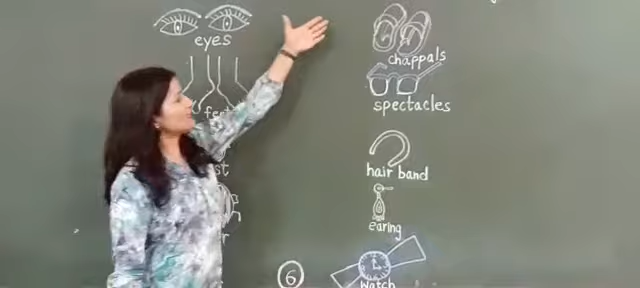 eyes
chappals
spectacles
hair band
earing
6
watch